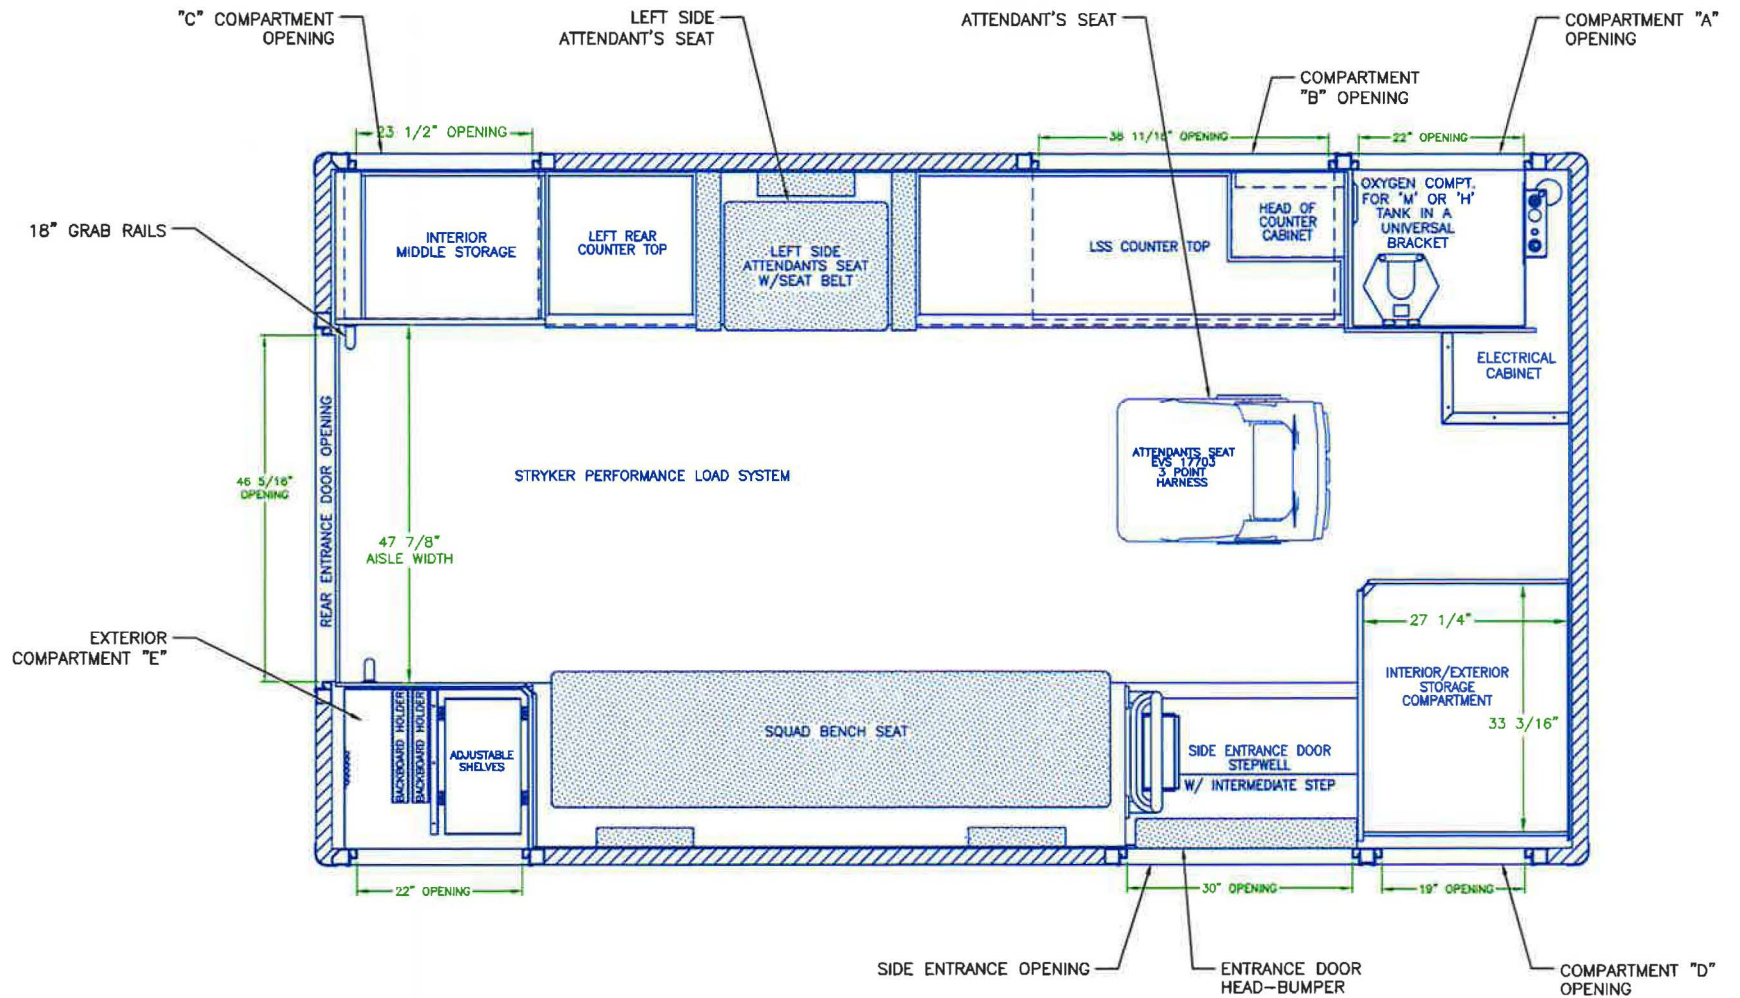 "C" COMPARTMENT
OPENING
LEFT SIDE
ATTENDANT'S SEAT
ATTENDANT'S SEAT
COMPARTMENT "A"
OPENING
COMPARTMENT
"B" OPENING
23 1/2" OPENING
38 11/16" OPENING
22" OPENING
18" GRAB RAILS
INTERIOR
MIDDLE STORAGE
LEFT REAR
COUNTER TOP
LEFT SIDE
ATTENDANTS SEAT
W/SEAT BELT
LSS COUNTER TOP
HEAD OF
COUNTER
CABINET
OXYGEN COMPT.
FOR 'M' OR 'H'
TANK IN A
UNIVERSAL
BRACKET
ELECTRICAL
CABINET
REAR ENTRANCE DOOR OPENING
46 5/16"
OPENING
STRYKER PERFORMANCE LOAD SYSTEM
ATTENDANTS SEAT
EVS 17703
3 POINT
HARNESS
47 7/8"
AISLE WIDTH
EXTERIOR
COMPARTMENT "E"
27 1/4"
INTERIOR/EXTERIOR
STORAGE
COMPARTMENT
33 3/16"
BACKBOARD HOLDER
BACKBOARD HOLDER
ADJUSTABLE
SHELVES
SQUAD BENCH SEAT
SIDE ENTRANCE DOOR
STEPWELL
W/ INTERMEDIATE STEP
22" OPENING
30" OPENING
19" OPENING
SIDE ENTRANCE OPENING
ENTRANCE DOOR
HEAD-BUMPER
COMPARTMENT "D"
OPENING